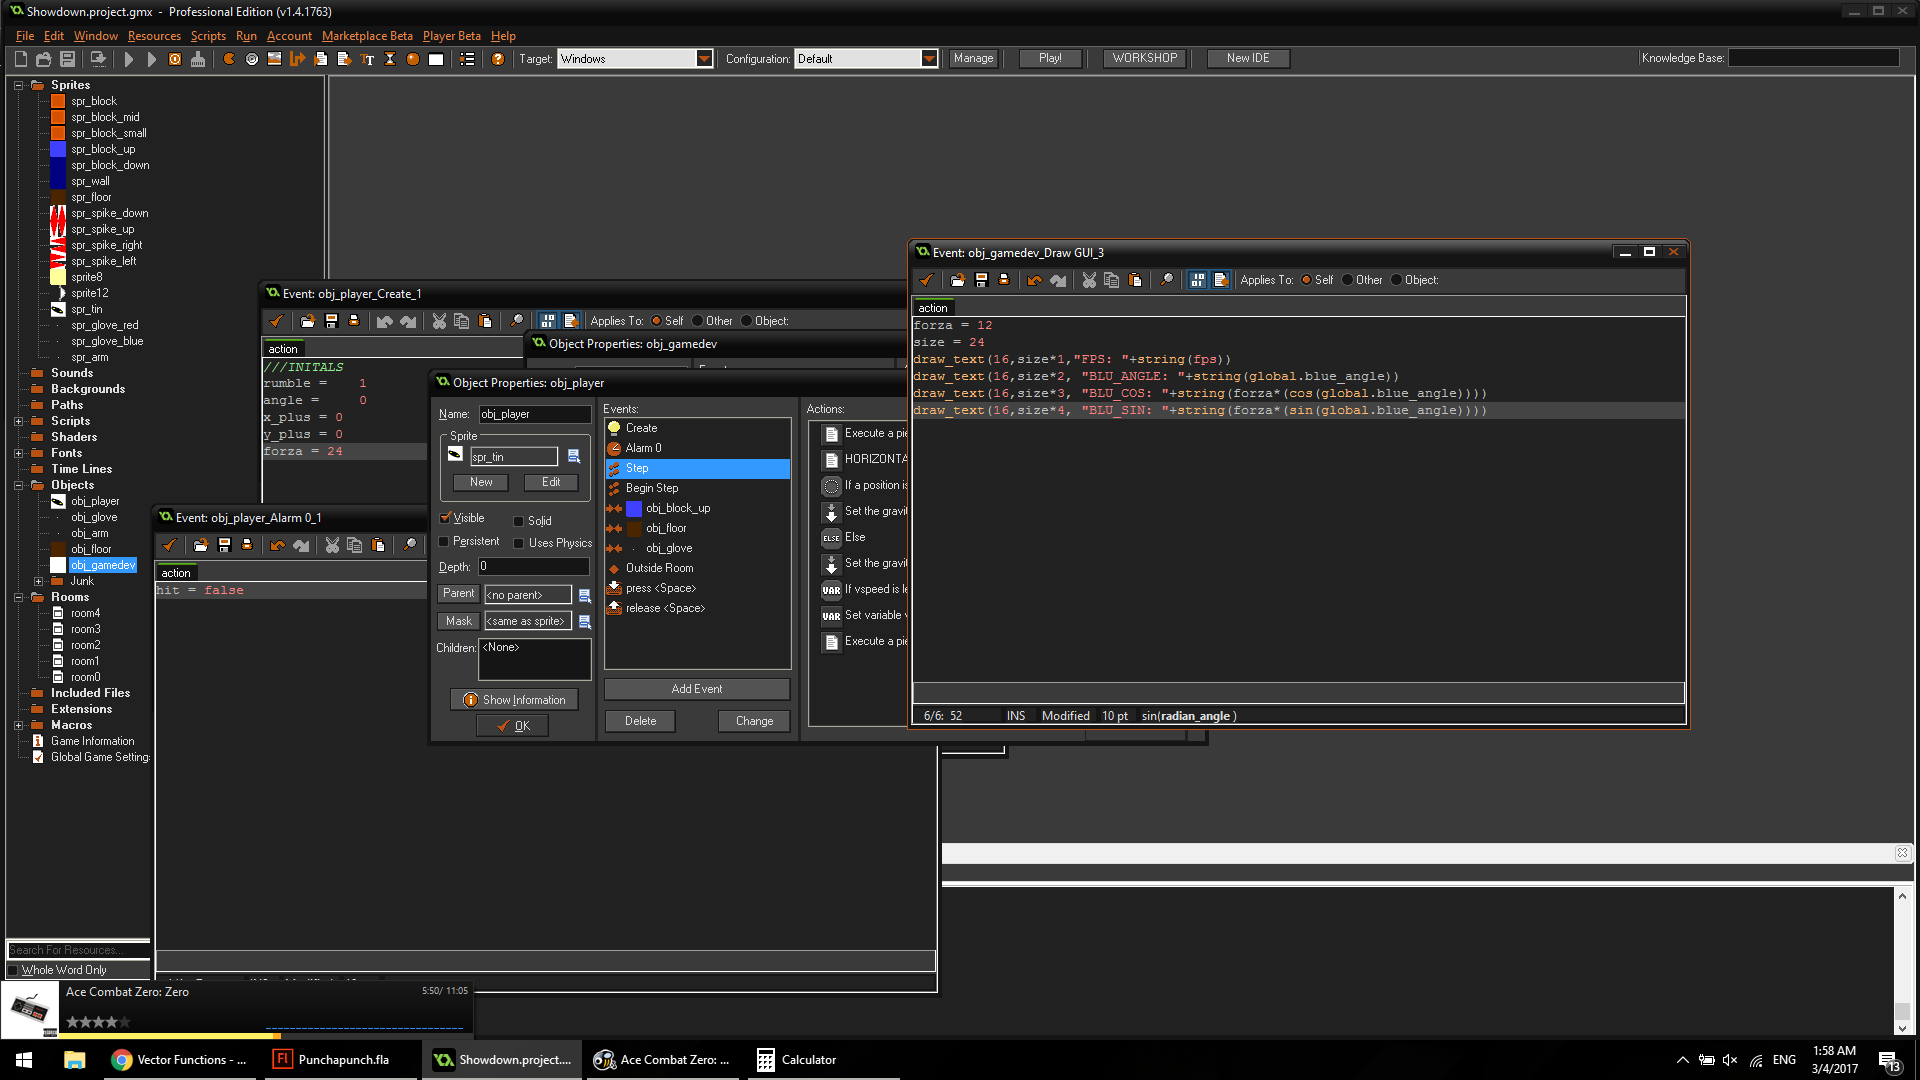 Showdown.project.gmx - Professional Edition (v1.4.1763)
File Edit Window Resources Scripts Run Account Marketplace Beta Player Beta Help
Target: Windows Configuration: Default Manage Play! WORKSHOP New IDE Knowledge Base:
Sprites
spr_block
spr_block_mid
spr_block_small
spr_block_up
spr_block_down
spr_wall
spr_floor
spr_spike_down
spr_spike_up
spr_spike_right
spr_spike_left
sprite8
sprite12
spr_tin
spr_glove_red
spr_glove_blue
spr_arm
Sounds
Backgrounds
Paths
Scripts
Shaders
Fonts
Time Lines
Objects
obj_player
obj_glove
obj_arm
obj_floor
obj_gamedev
Junk
Rooms
room4
room3
room2
room1
room0
Included Files
Extensions
Macros
Game Information
Global Game Settings
Search For Resources...
Whole Word Only
Event: obj_player_Create_1
Applies To: Self Other Object:
action
///INITALS
rumble = 1
angle = 0
x_plus = 0
y_plus = 0
forza = 24
Event: obj_player_Alarm 0_1
action
hit = false
Object Properties: obj_gamedev
Object Properties: obj_player
Name: obj_player
Sprite
spr_tin
New Edit
Visible Solid
Persistent Uses Physics
Depth: 0
Parent <no parent>
Mask <same as sprite>
Children: <None>
Show Information
OK
Events:
Create
Alarm 0
Step
Begin Step
obj_block_up
obj_floor
obj_glove
Outside Room
press <Space>
release <Space>
Add Event
Delete Change
Actions:
Execute a pie
HORIZONTA
If a position is
Set the gravit
ELSE Else
Set the gravit
VAR If vspeed is le
VAR Set variable v
Execute a pie
Event: obj_gamedev_Draw GUI_3
Applies To: Self Other Object:
action
forza = 12
size = 24
draw_text(16,size*1,"FPS: "+string(fps))
draw_text(16,size*2, "BLU_ANGLE: "+string(global.blue_angle))
draw_text(16,size*3, "BLU_COS: "+string(forza*(cos(global.blue_angle))))
draw_text(16,size*4, "BLU_SIN: "+string(forza*(sin(global.blue_angle))))
6/6: 52 INS Modified 10 pt sin(radian_angle )
Ace Combat Zero: Zero 5:50/ 11:05
Vector Functions - ...
Punchapunch.fla
Showdown.project....
Ace Combat Zero: ...
Calculator
ENG
1:58 AM
3/4/2017
13